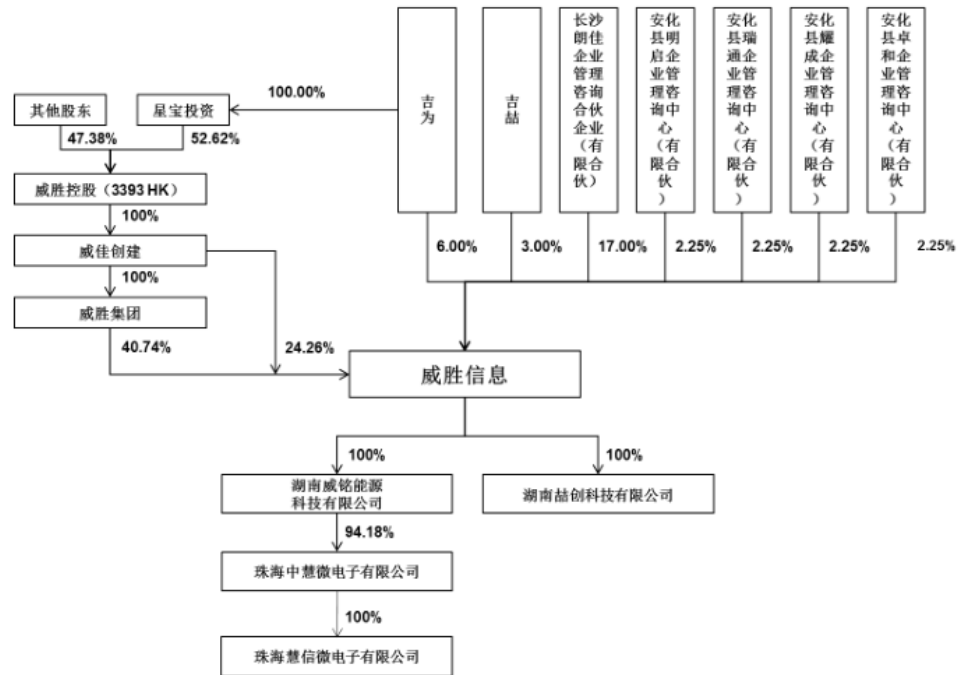 其他股东
星宝投资
100.00%
吉为
吉喆
长沙朗佳企业管理咨询合伙企业（有限合伙）
安化县明启企业管理咨询中心（有限合伙）
安化县瑞通企业管理咨询中心（有限合伙）
安化县耀成企业管理咨询中心（有限合伙）
安化县卓和企业管理咨询中心（有限合伙）
47.38%
52.62%
威胜控股（3393 HK）
100%
威佳创建
100%
威胜集团
40.74%
24.26%
6.00%
3.00%
17.00%
2.25%
2.25%
2.25%
2.25%
威胜信息
100%
100%
湖南威铭能源
科技有限公司
湖南喆创科技有限公司
94.18%
珠海中慧微电子有限公司
100%
珠海慧信微电子有限公司